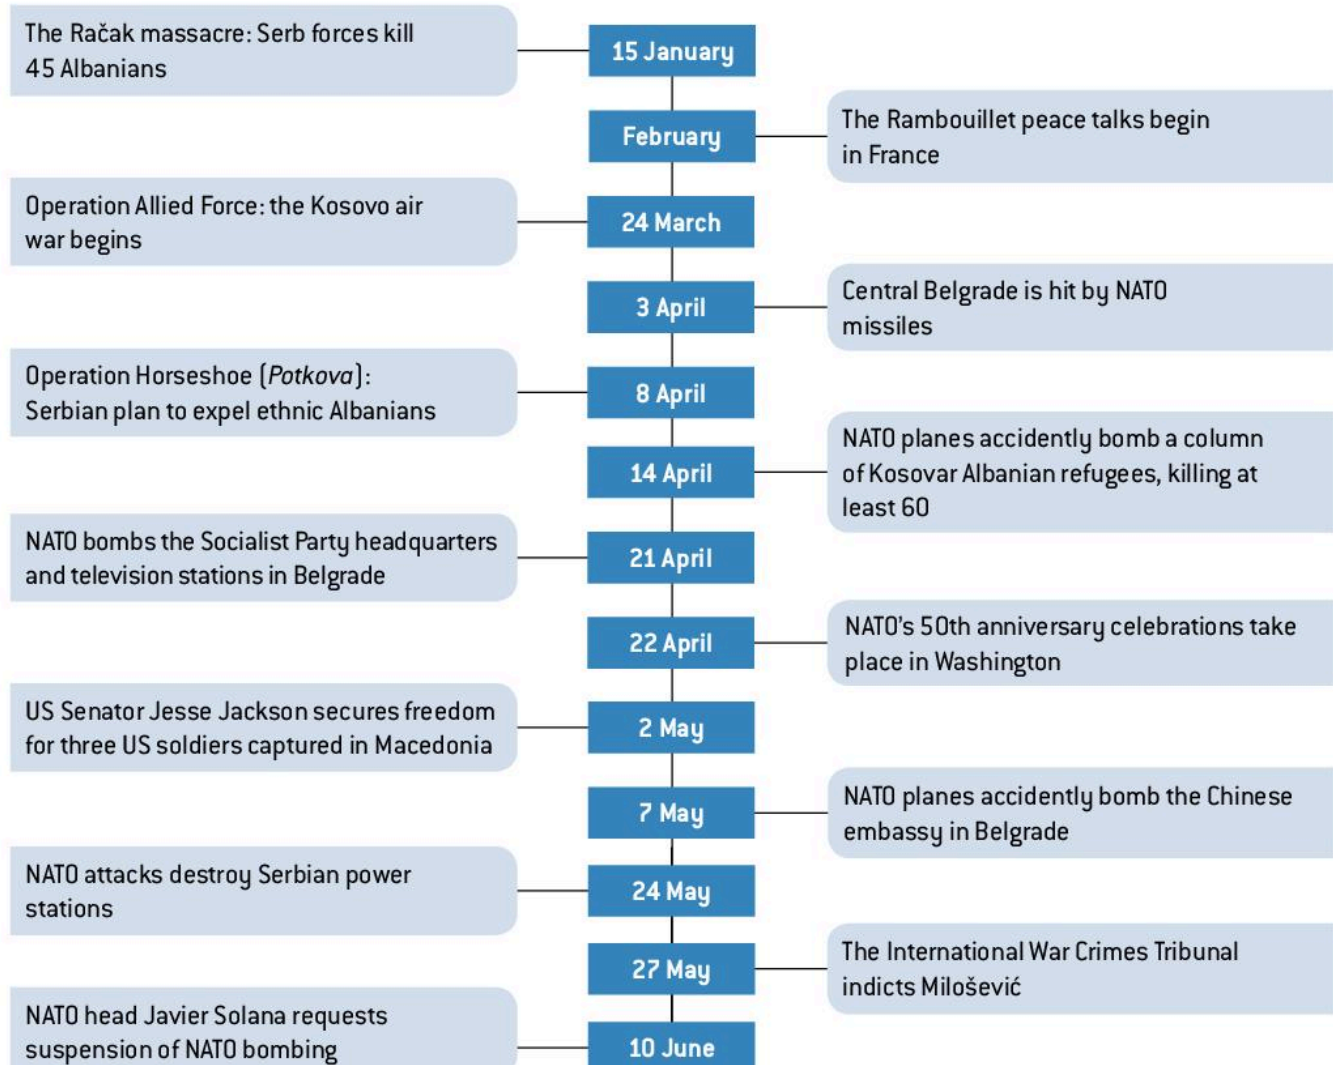 The Račak massacre: Serb forces kill
45 Albanians
15 January
February
The Rambouillet peace talks begin
in France
Operation Allied Force: the Kosovo air
war begins
24 March
3 April
Central Belgrade is hit by NATO
missiles
Operation Horseshoe (Potkova):
Serbian plan to expel ethnic Albanians
8 April
14 April
NATO planes accidently bomb a column
of Kosovar Albanian refugees, killing at
least 60
NATO bombs the Socialist Party headquarters
and television stations in Belgrade
21 April
22 April
NATO's 50th anniversary celebrations take
place in Washington
US Senator Jesse Jackson secures freedom
for three US soldiers captured in Macedonia
2 May
7 May
NATO planes accidently bomb the Chinese
embassy in Belgrade
NATO attacks destroy Serbian power
stations
24 May
27 May
The International War Crimes Tribunal
indicts Milošević
NATO head Javier Solana requests
suspension of NATO bombing
10 June